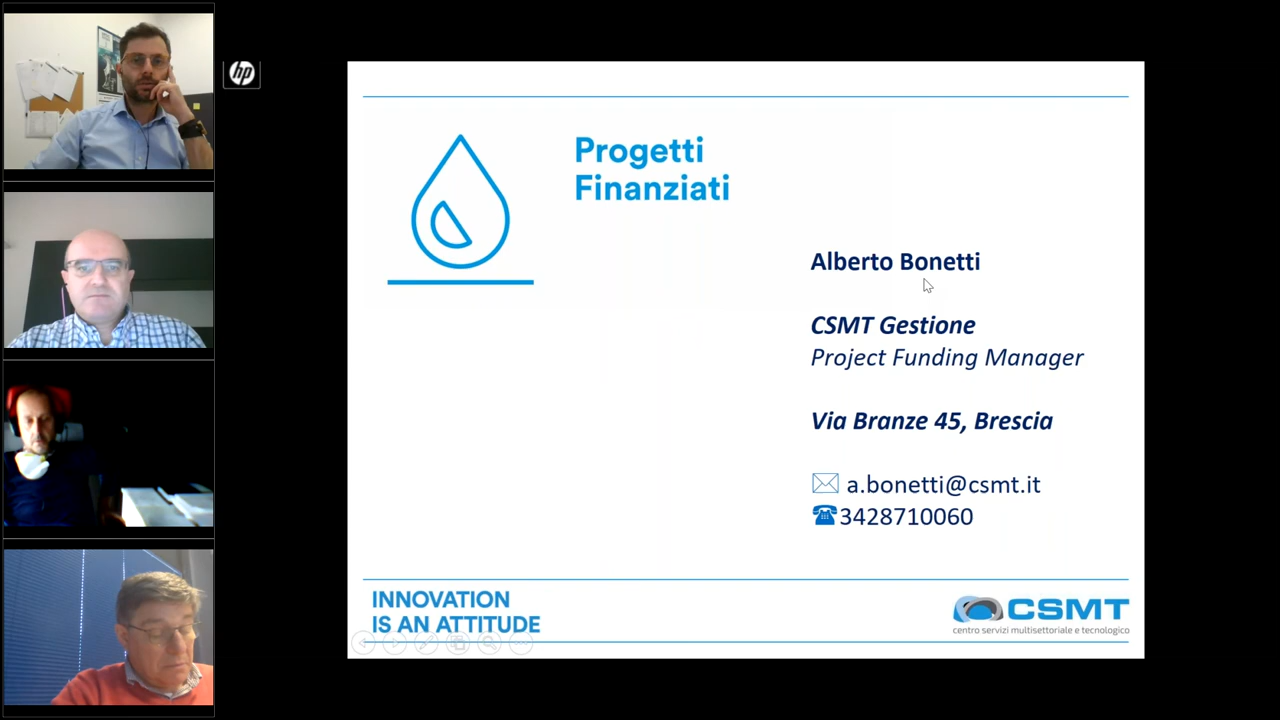 hp
Progetti
Finanziati
Alberto Bonetti
CSMT Gestione
Project Funding Manager
Via Branze 45, Brescia
a.bonetti@csmt.it
3428710060
INNOVATION
IS AN ATTITUDE
CSMT
centro servizi multisettoriale e tecnologico